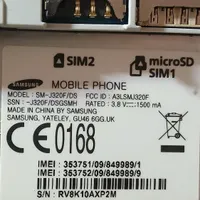 SIM2
microSD
SIM1
SAMSUNG
MOBILE PHONE
MODEL: SM-J320F/DS FCC ID : A3LSMJ320F
SSN: -J320F/DSGSMH RATED : 3.8 V⎓; 1500 mA
MADE IN CHINA BY SAMSUNG
SAMSUNG, YATELEY, GU46 6GG.UK
CE0168
IMEI : 353751/09/849989/1
IMEI : 353752/09/849989/9
S/N : RV8K10AXP2M